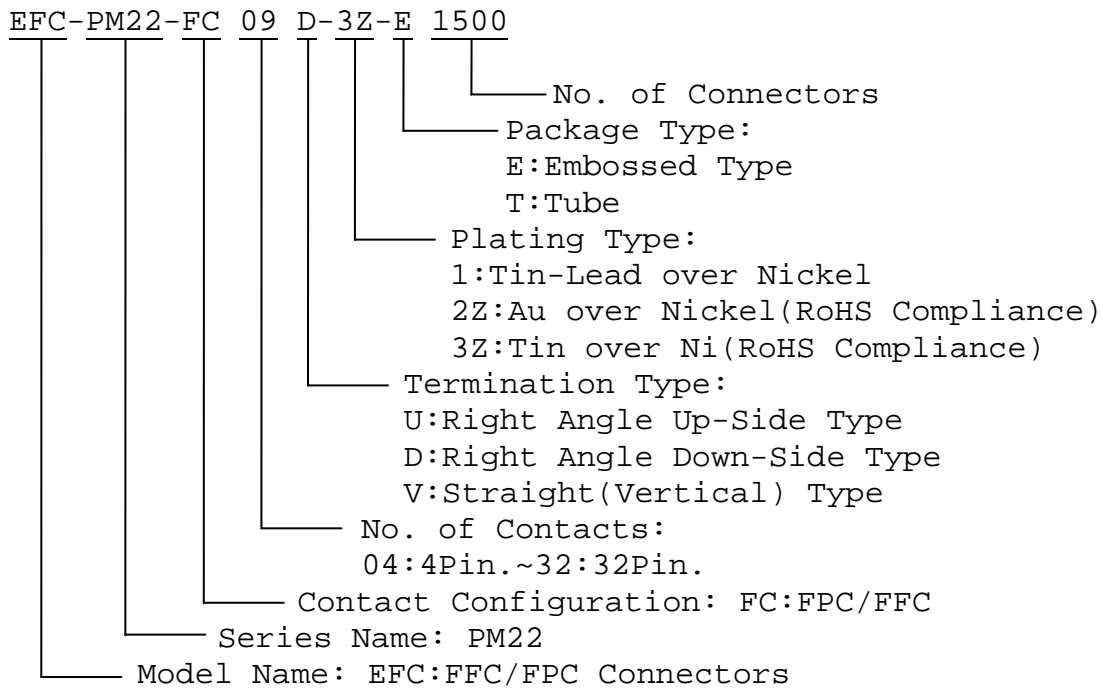 EFC-PM22-FC 09 D-3Z-E 1500
No. of Connectors
Package Type:
E:Embossed Type
T:Tube
Plating Type:
1:Tin-Lead over Nickel
2Z:Au over Nickel(RoHS Compliance)
3Z:Tin over Ni(RoHS Compliance)
Termination Type:
U:Right Angle Up-Side Type
D:Right Angle Down-Side Type
V:Straight(Vertical) Type
No. of Contacts:
04:4Pin.~32:32Pin.
Contact Configuration: FC:FPC/FFC
Series Name: PM22
Model Name: EFC:FFC/FPC Connectors